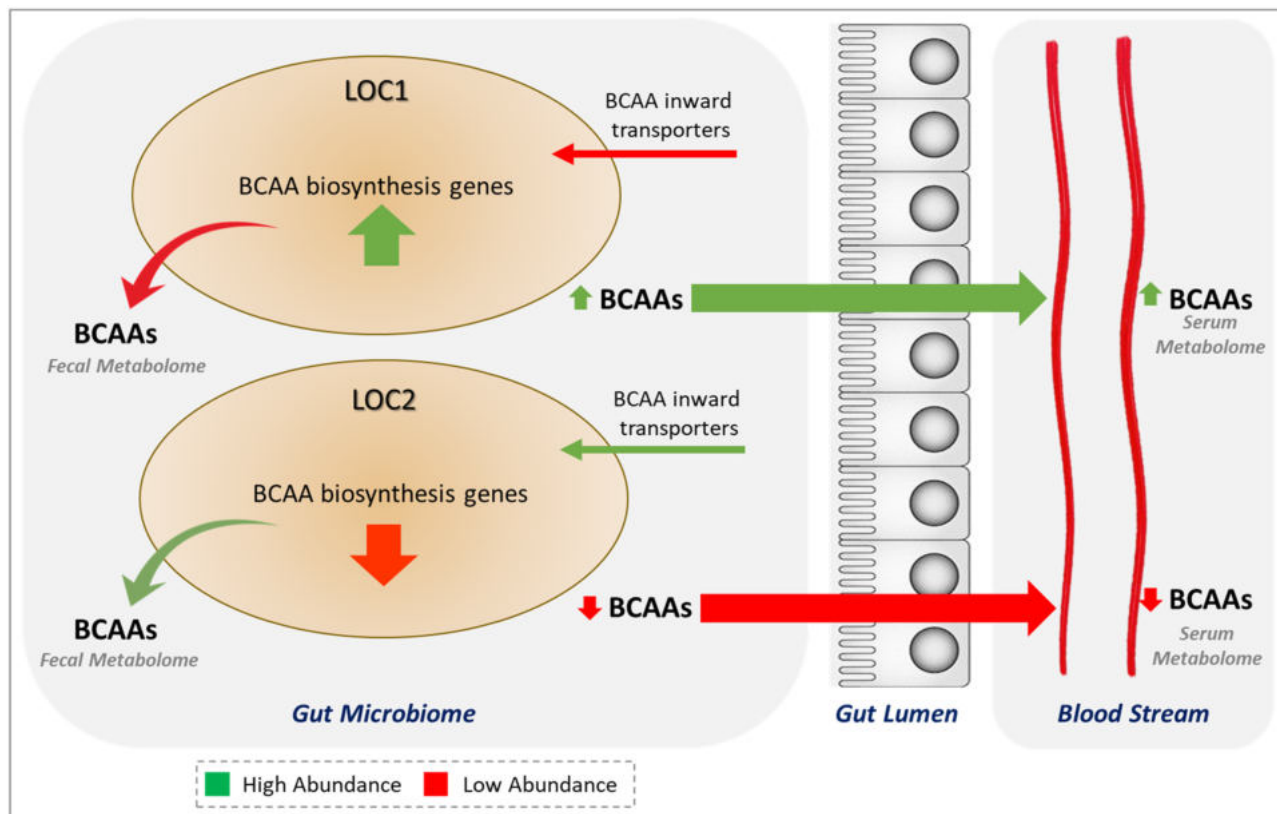 LOC1
BCAA inward
transporters
BCAA biosynthesis genes
BCAAs
Fecal Metabolome
BCAAs
BCAAs
Serum
Metabolome
LOC2
BCAA inward
transporters
BCAA biosynthesis genes
BCAAs
Fecal Metabolome
BCAAs
BCAAs
Serum
Metabolome
Gut Microbiome
Gut Lumen
Blood Stream
High Abundance
Low Abundance